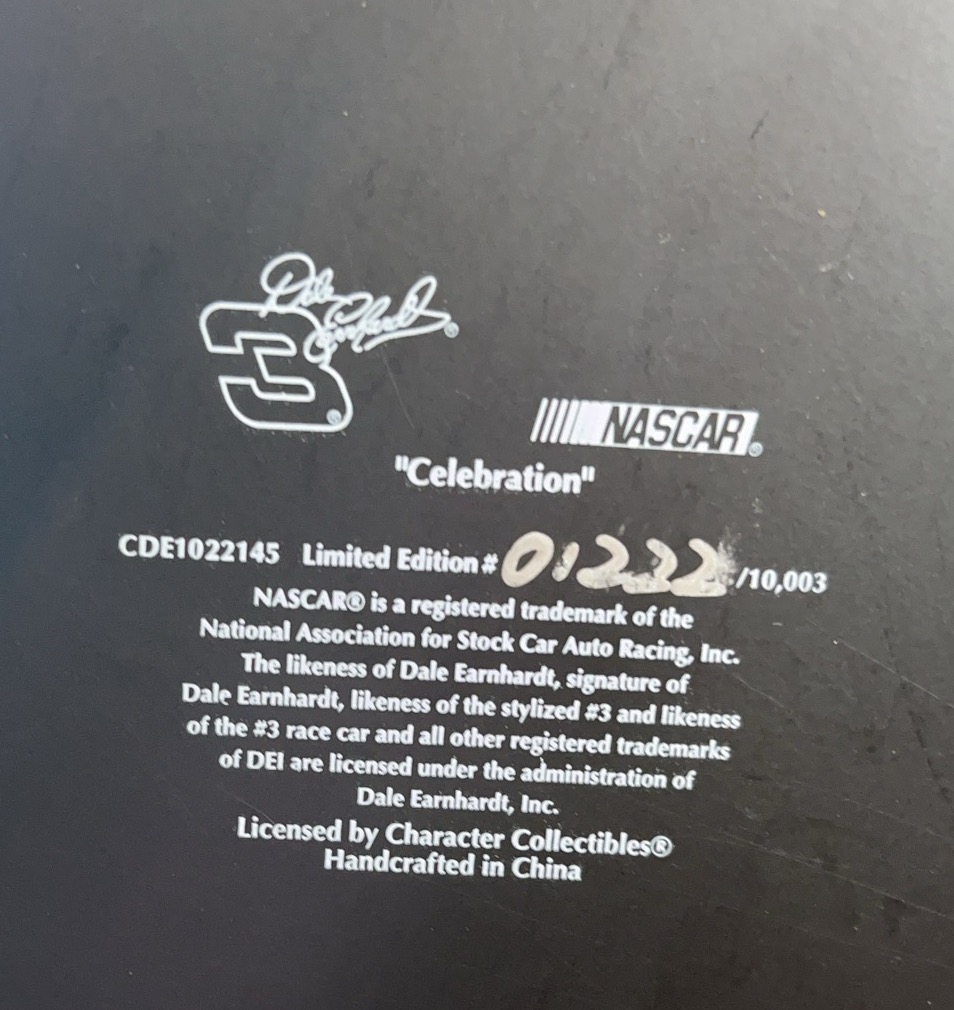 Dale
Earnhardt®
3®
NASCAR®
"Celebration"
CDE1022145 Limited Edition # 01232 /10,003
NASCAR® is a registered trademark of the
National Association for Stock Car Auto Racing, Inc.
The likeness of Dale Earnhardt, signature of
Dale Earnhardt, likeness of the stylized #3 and likeness
of the #3 race car and all other registered trademarks
of DEI are licensed under the administration of
Dale Earnhardt, Inc.
Licensed by Character Collectibles®
Handcrafted in China